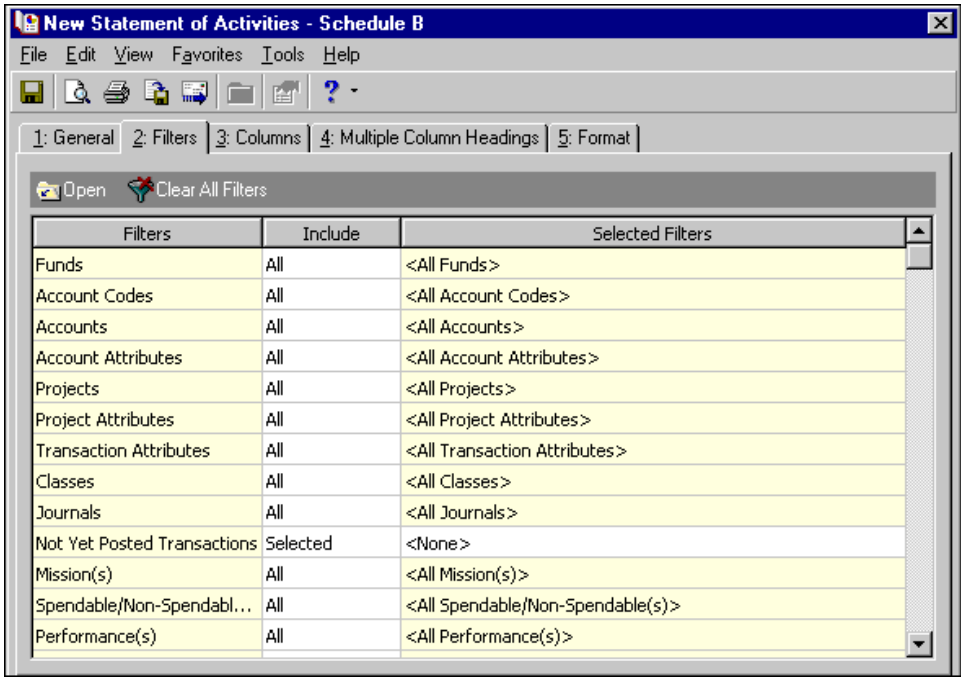 New Statement of Activities - Schedule B
File Edit View Favorites Tools Help
1: General 2: Filters 3: Columns 4: Multiple Column Headings 5: Format
Open Clear All Filters
Filters Include Selected Filters
Funds All <All Funds>
Account Codes All <All Account Codes>
Accounts All <All Accounts>
Account Attributes All <All Account Attributes>
Projects All <All Projects>
Project Attributes All <All Project Attributes>
Transaction Attributes All <All Transaction Attributes>
Classes All <All Classes>
Journals All <All Journals>
Not Yet Posted Transactions Selected <None>
Mission(s) All <All Mission(s)>
Spendable/Non-Spendabl... All <All Spendable/Non-Spendable(s)>
Performance(s) All <All Performance(s)>